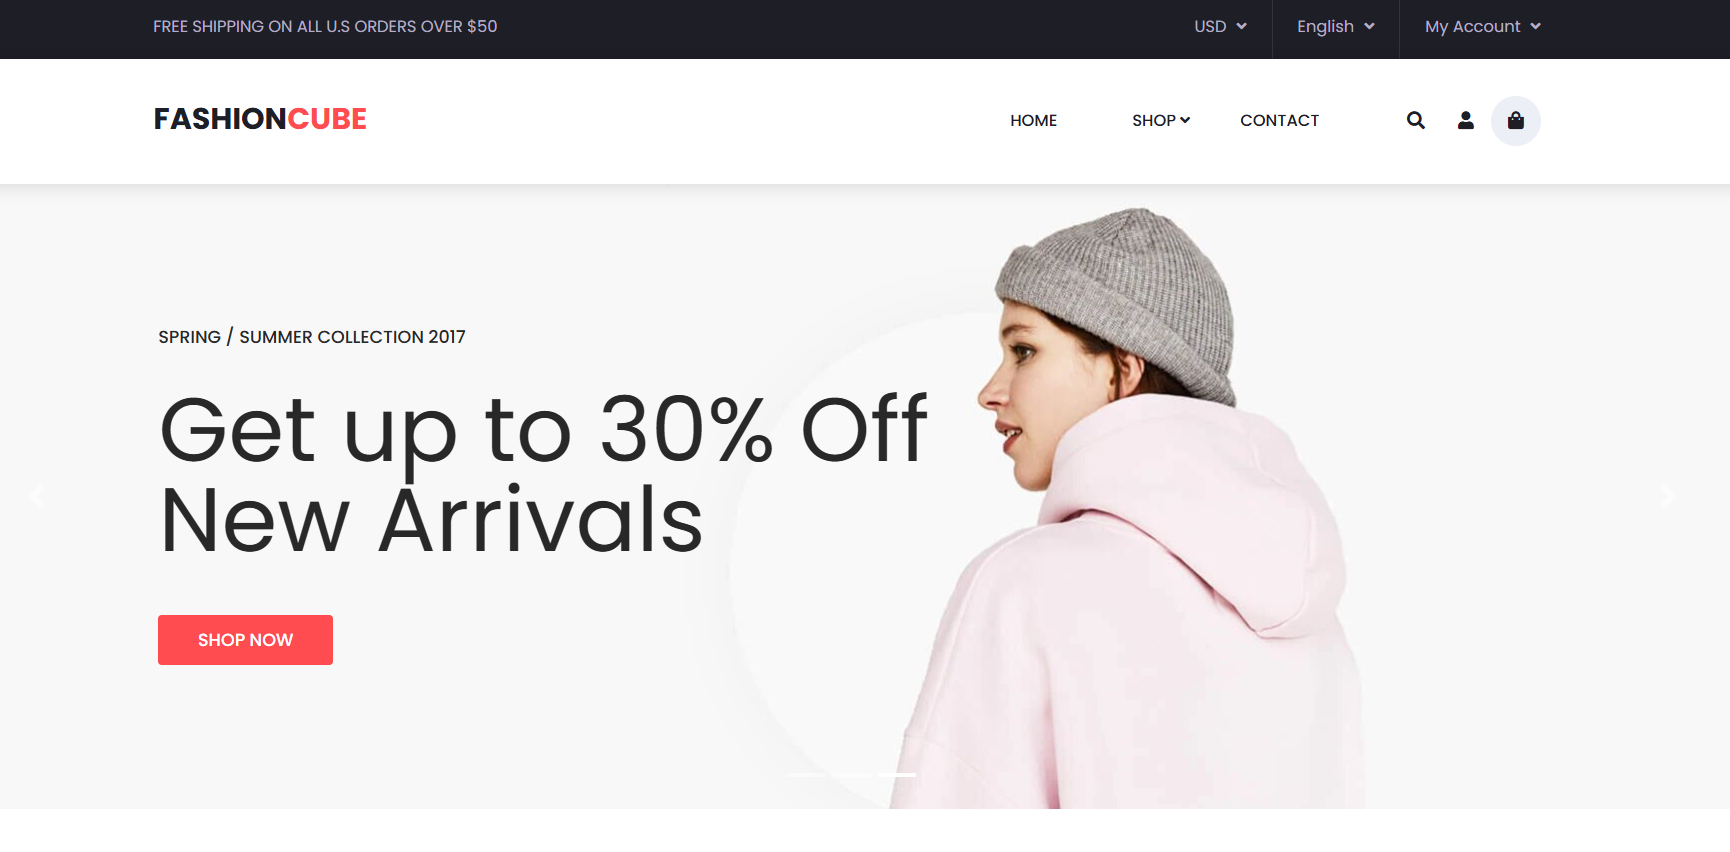 FREE SHIPPING ON ALL U.S ORDERS OVER $50
USD
English
My Account
FASHIONCUBE
HOME
SHOP
CONTACT
SPRING / SUMMER COLLECTION 2017
Get up to 30% Off
New Arrivals
SHOP NOW